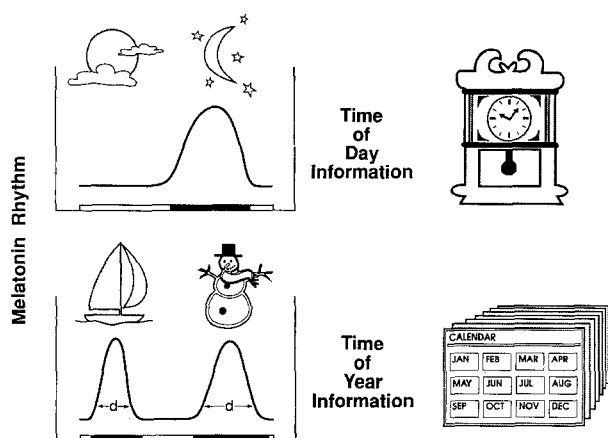 Melatonin Rhythm
Time
of
Day
Information
d
d
Time
of
Year
Information
CALENDAR
JAN FEB MAR APR
MAY JUN JUL AUG
SEP OCT NOV DEC